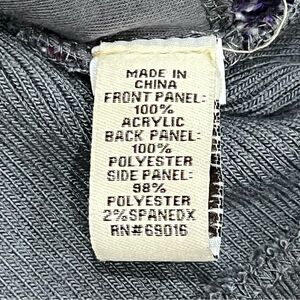 MADE IN
CHINA
FRONT PANEL:
100%
ACRYLIC
BACK PANEL:
100%
POLYESTER
SIDE PANEL:
98%
POLYESTER
2%SPANEDX
RN#69016